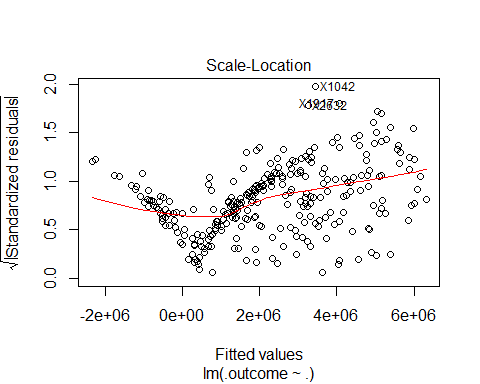 Scale-Location
√|Standardized residuals|
2.0
1.5
1.0
0.5
0.0
X1042
X2632
-2e+06 0e+00 2e+06 4e+06 6e+06
Fitted values
lm(.outcome ~ .)